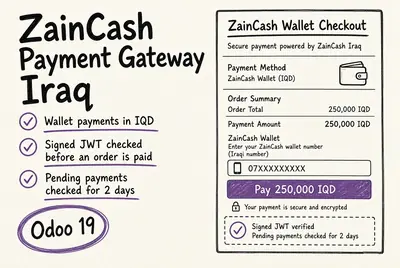 ZainCash
Payment Gateway
Iraq
Wallet payments in IQD
Signed JWT checked
before an order is paid
Pending payments
checked for 2 days
Odoo 19
ZainCash Wallet Checkout
Secure payment powered by ZainCash Iraq
Payment Method
ZainCash Wallet (IQD)
Order Summary
Order Total 250,000 IQD
Payment Amount 250,000 IQD
ZainCash Wallet
Enter your ZainCash wallet number
(Iraqi number)
07XXXXXXXXX
Pay 250,000 IQD
Your payment is secure and encrypted
Signed JWT verified
Pending payments checked for 2 days